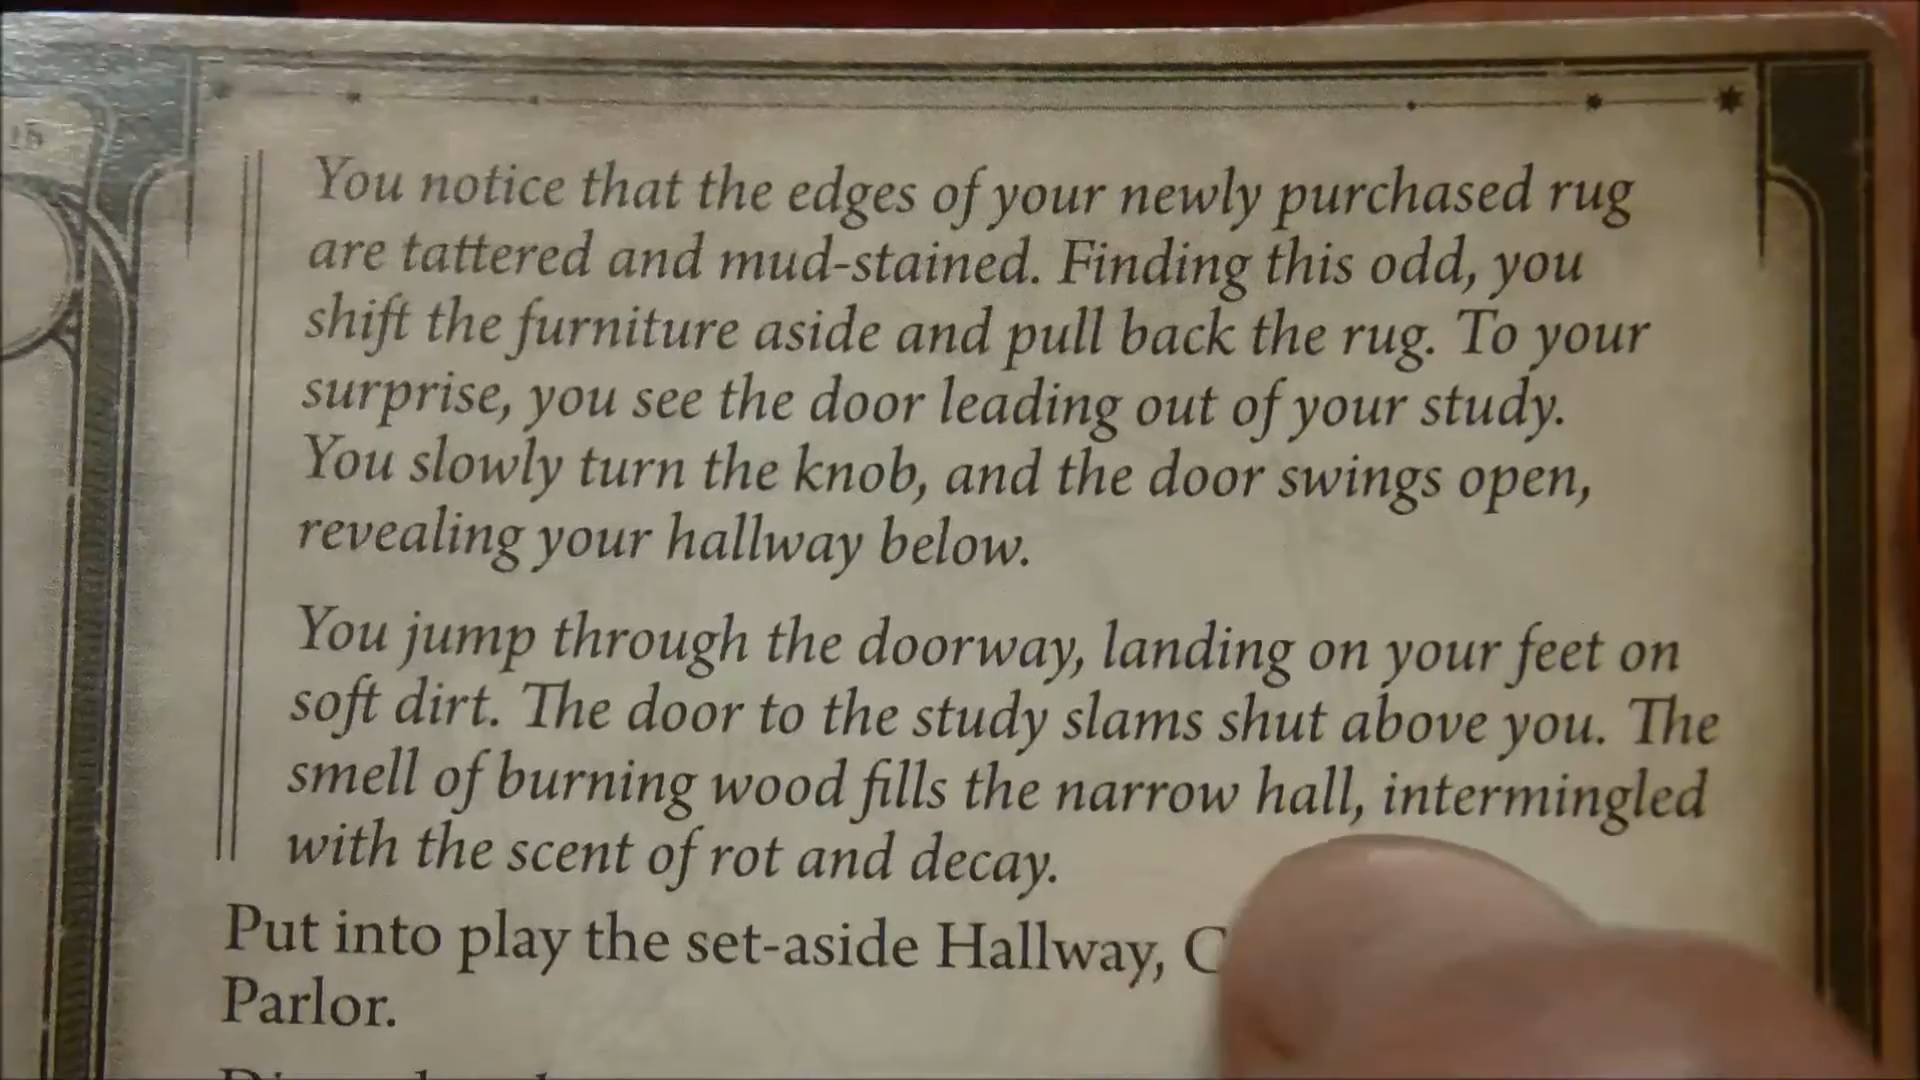 You notice that the edges of your newly purchased rug
are tattered and mud-stained. Finding this odd, you
shift the furniture aside and pull back the rug. To your
surprise, you see the door leading out of your study.
You slowly turn the knob, and the door swings open,
revealing your hallway below.
You jump through the doorway, landing on your feet on
soft dirt. The door to the study slams shut above you. The
smell of burning wood fills the narrow hall, intermingled
with the scent of rot and decay.
Put into play the set-aside Hallway,
Parlor.